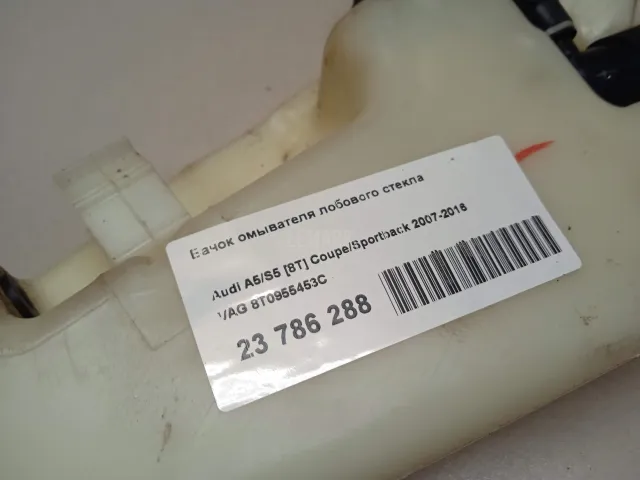 Бачок омывателя лобового стекла
Audi A5/S5 [8T] Coupe/Sportback 2007-2016
VAG 8T0955453C
23 786 288